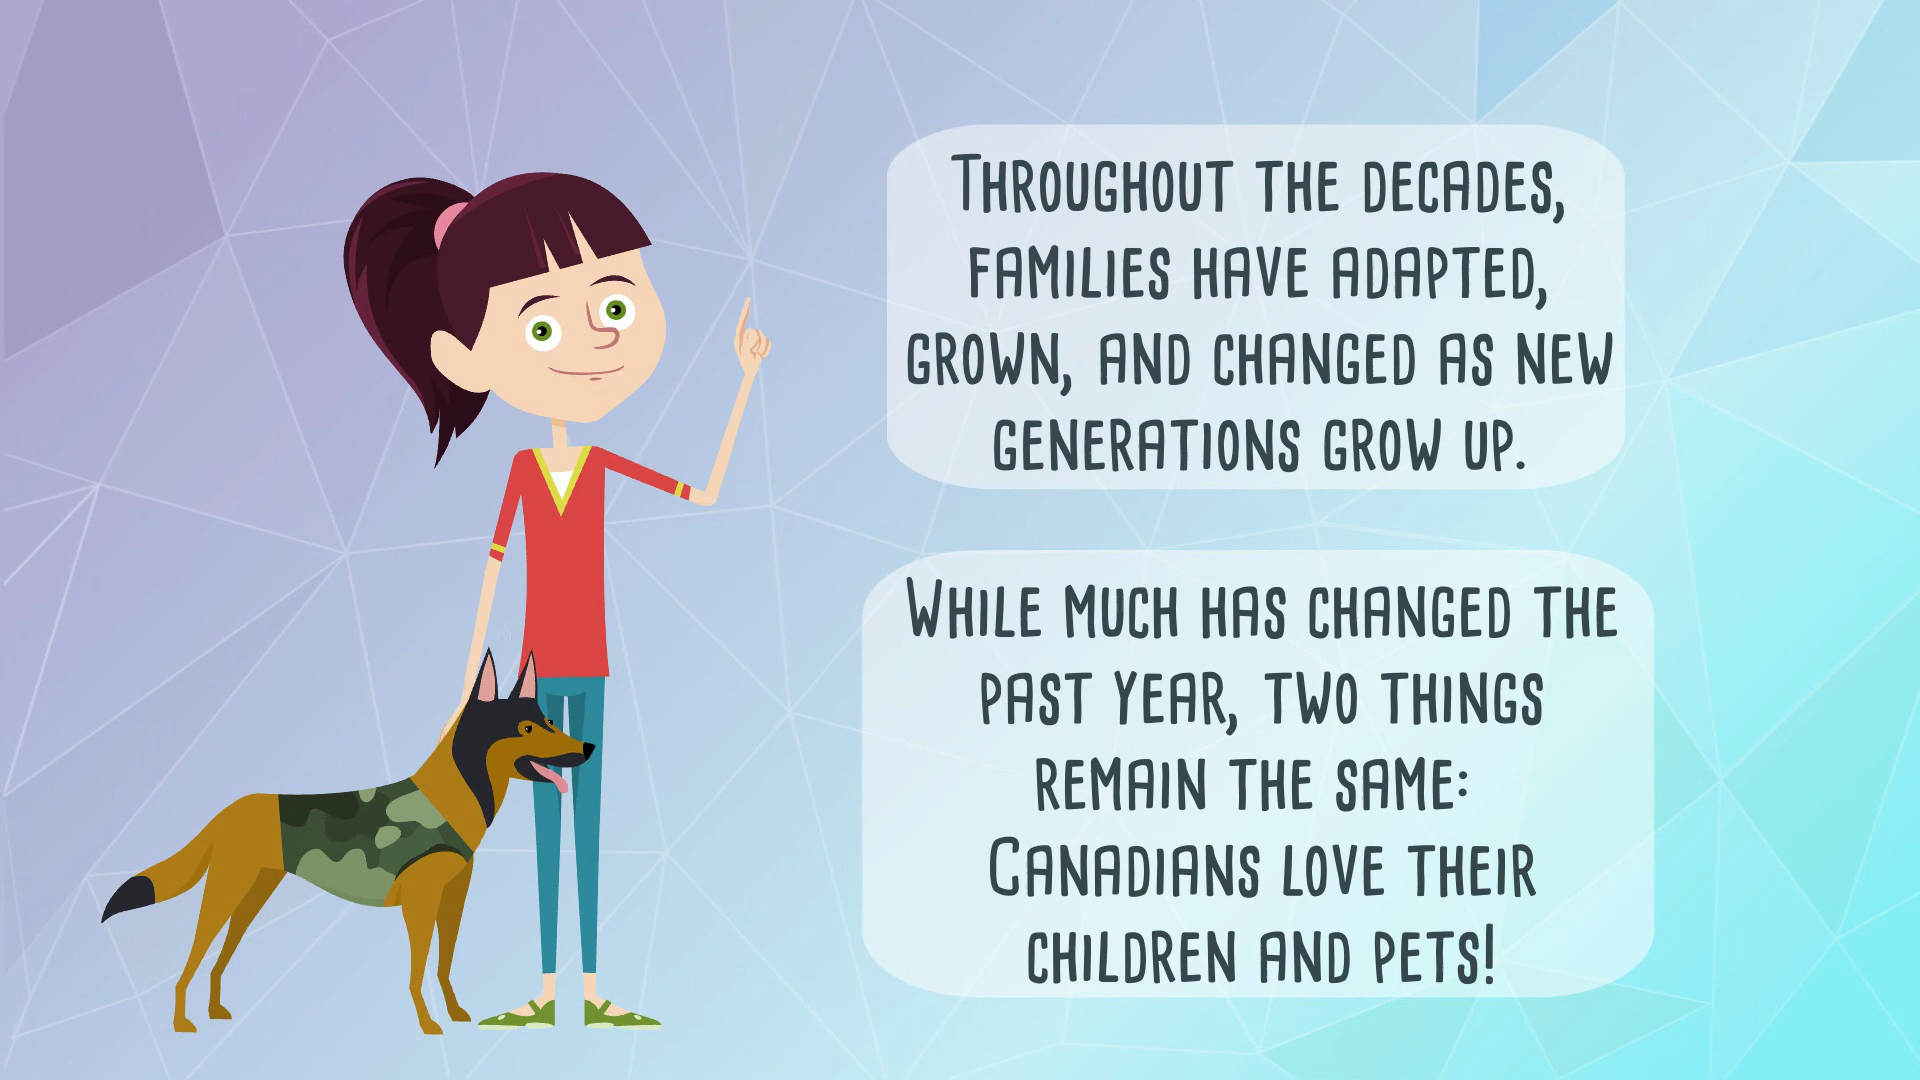 Throughout the decades,
families have adapted,
grown, and changed as new
generations grow up.
While much has changed the
past year, two things
remain the same:
Canadians love their
children and pets!